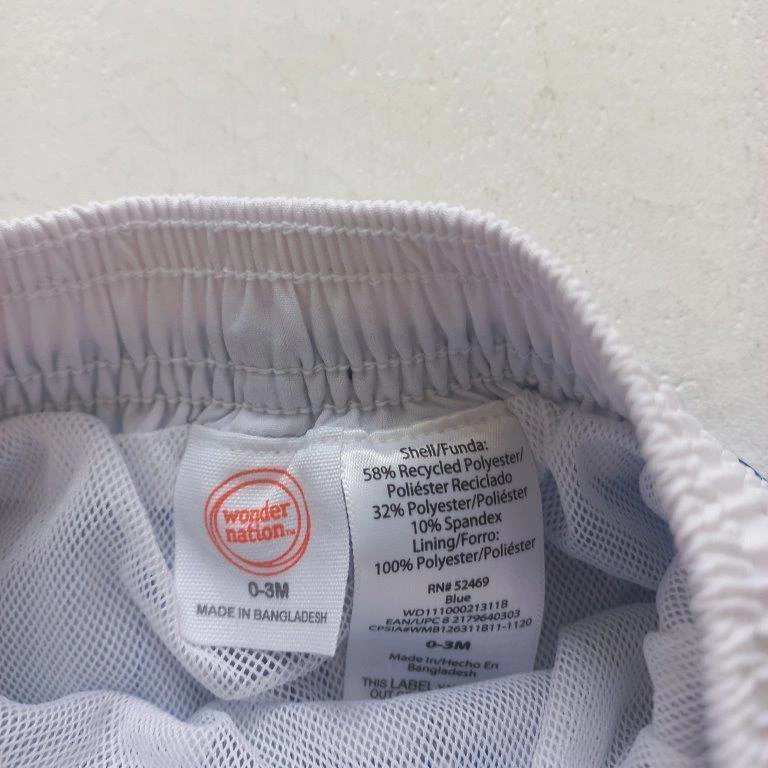 wonder
nation™
0-3M
MADE IN BANGLADESH
Shell/Funda:
58% Recycled Polyester/
Poliéster Reciclado
32% Polyester/Poliéster
10% Spandex
Lining/Forro:
100% Polyester/Poliéster
RN# 52469
Blue
WD11100021311B
EAN/UPC 8 2179640303
CPSIA#WMB126311B11-1120
0-3M
Made In/Hecho En
Bangladesh
THIS LABEL